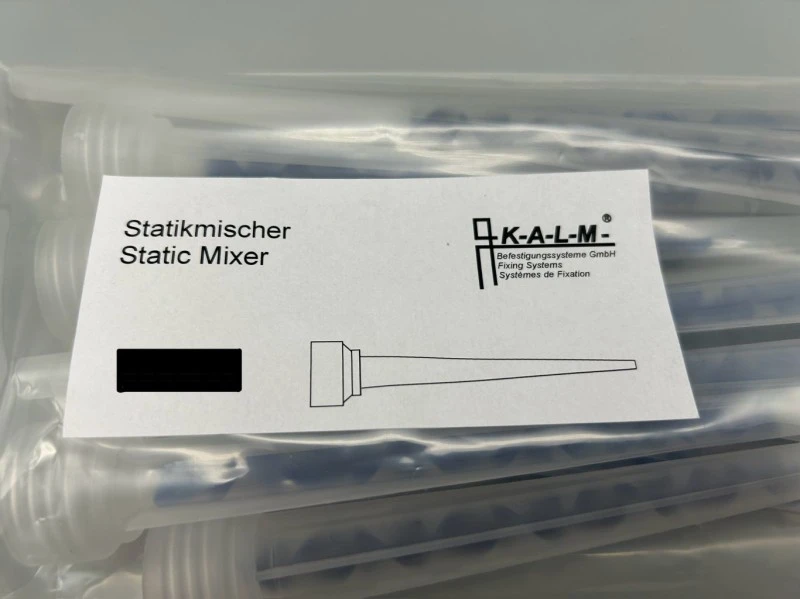 Statikmischer
Static Mixer
K-A-L-M-®
Befestigungssysteme GmbH
Fixing Systems
Systèmes de Fixation